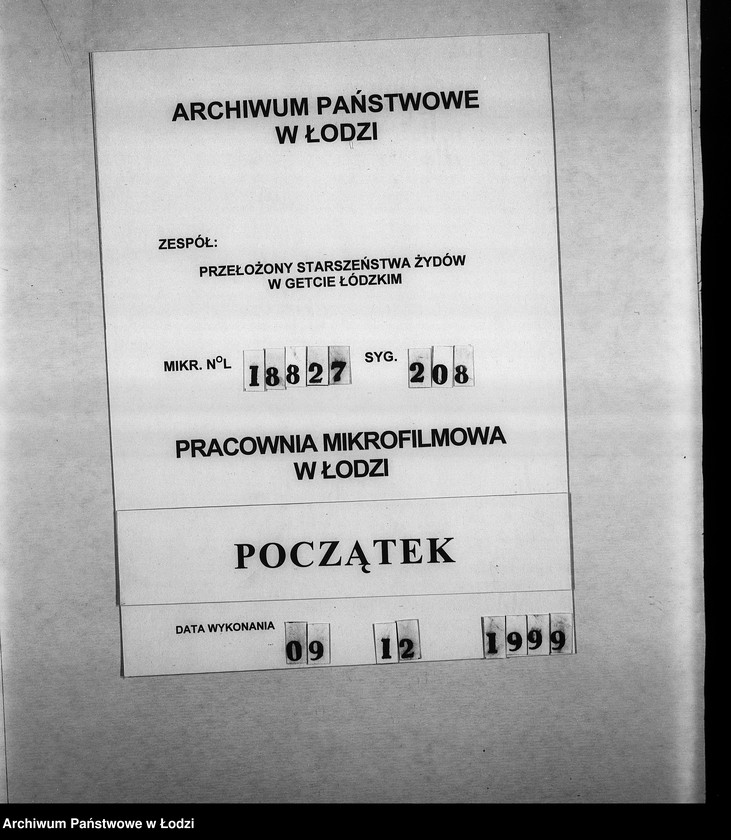 ARCHIWUM PAŃSTWOWE
W ŁODZI
ZESPÓŁ:
PRZEŁOŻONY STARSZEŃSTWA ŻYDÓW
W GETCIE ŁÓDZKIM
MIKR. NOL 18827 SYG. 208
PRACOWNIA MIKROFILMOWA
W ŁODZI
POCZĄTEK
DATA WYKONANIA 09 12 1999
Archiwum Państwowe w Łodzi